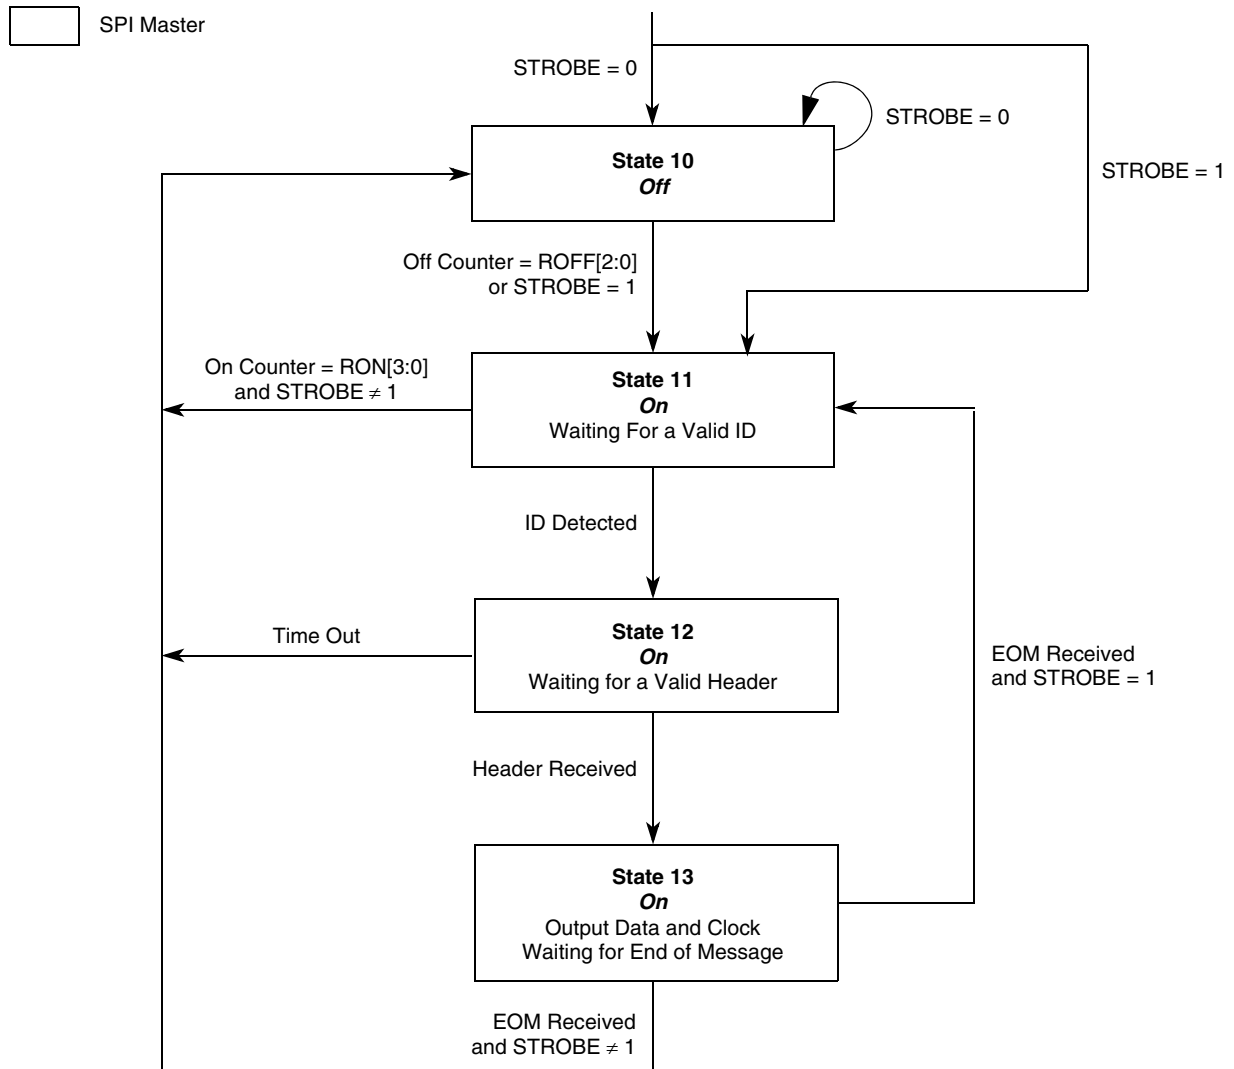 SPI Master
STROBE = 0
STROBE = 0
STROBE = 1
State 10
Off
Off Counter = ROFF[2:0]
or STROBE = 1
On Counter = RON[3:0]
and STROBE ≠ 1
State 11
On
Waiting For a Valid ID
ID Detected
Time Out
State 12
On
Waiting for a Valid Header
EOM Received
and STROBE = 1
Header Received
State 13
On
Output Data and Clock
Waiting for End of Message
EOM Received
and STROBE ≠ 1